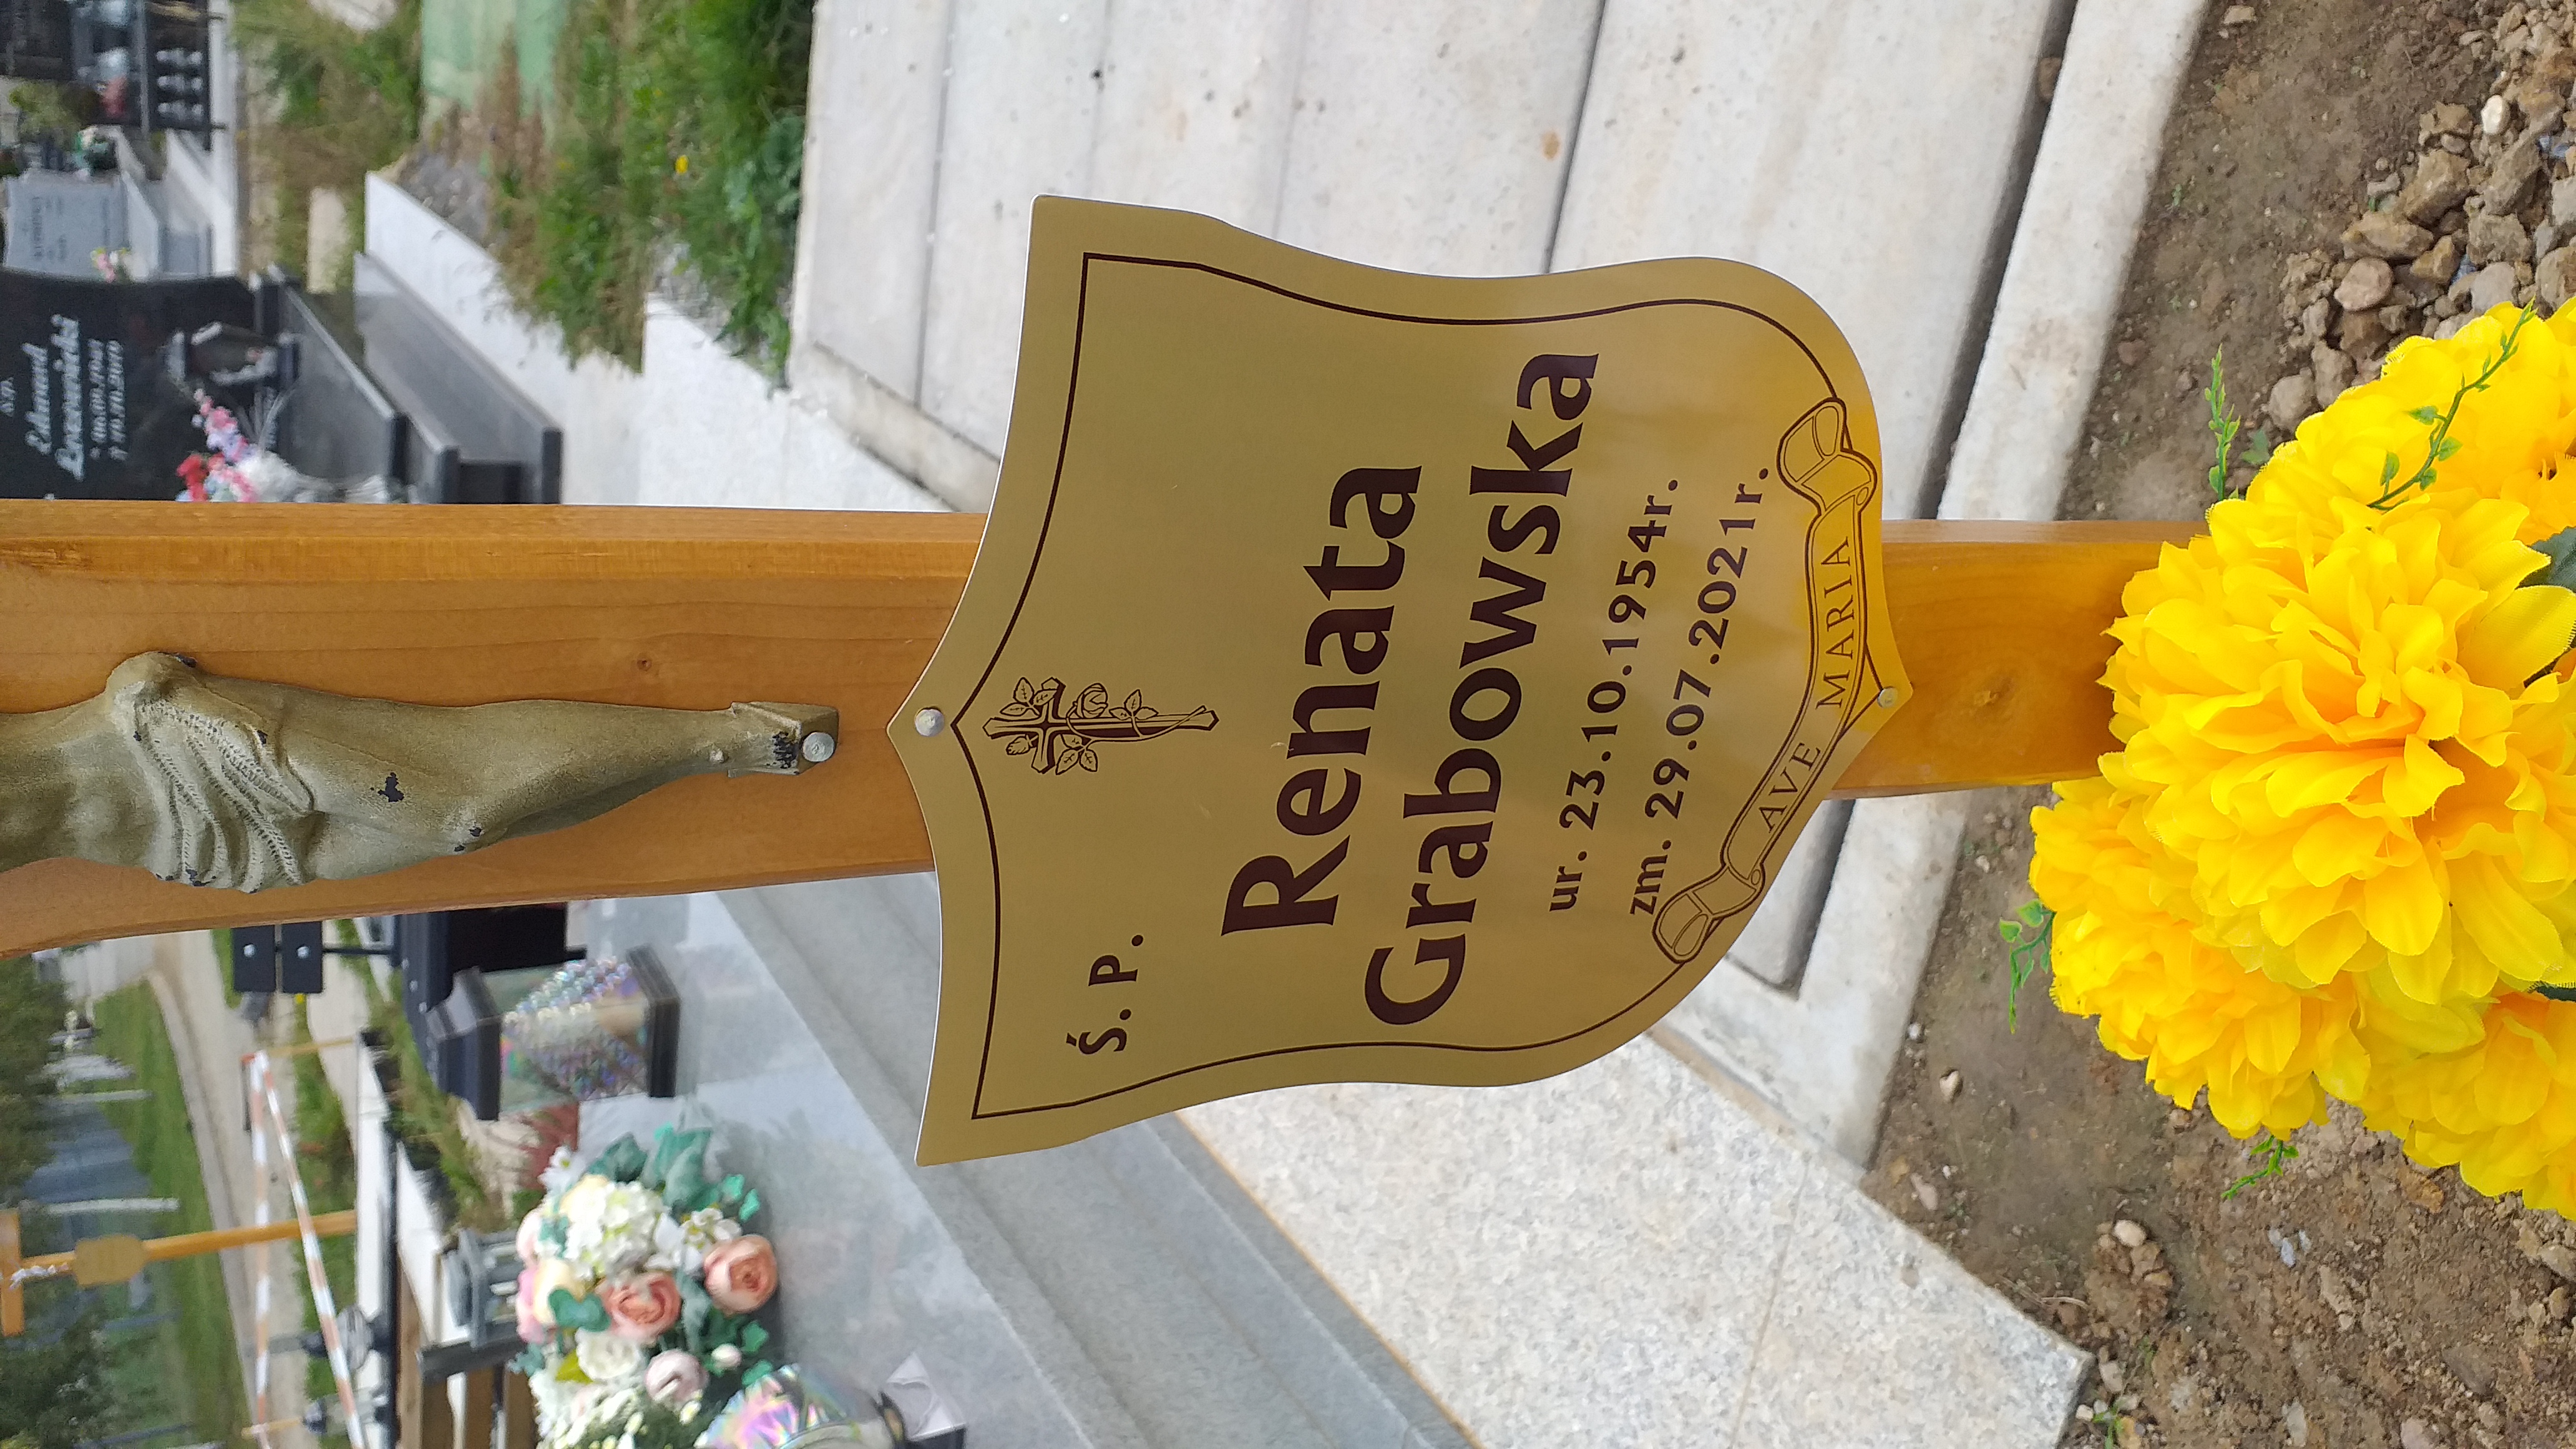 Ś.P.
Renata
Grabowska
ur. 23.10.1954r.
zm. 29.07.2021r.
AVE MARIA